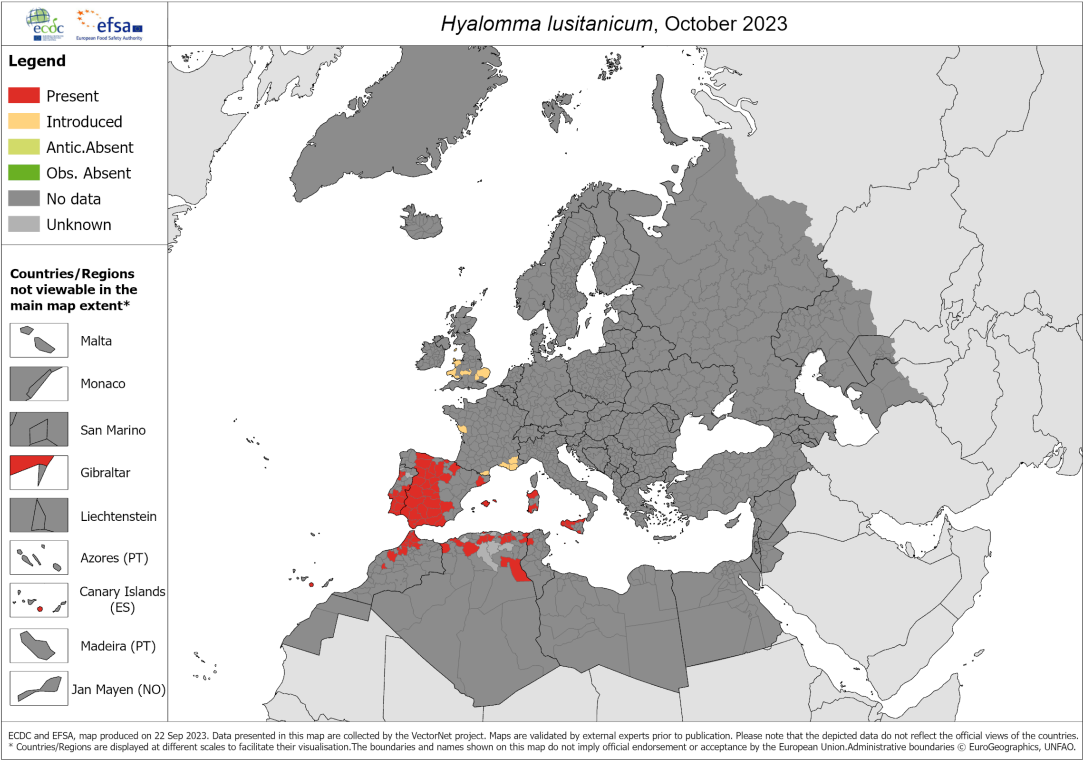 ecdc
efsa
European Food Safety Authority
Hyalomma lusitanicum, October 2023
Legend
Present
Introduced
Antic.Absent
Obs. Absent
No data
Unknown
Countries/Regions
not viewable in the
main map extent*
Malta
Monaco
San Marino
Gibraltar
Liechtenstein
Azores (PT)
Canary Islands
(ES)
Madeira (PT)
Jan Mayen (NO)
ECDC and EFSA, map produced on 22 Sep 2023. Data presented in this map are collected by the VectorNet project. Maps are validated by external experts prior to publication. Please note that the depicted data do not reflect the official views of the countries.
* Countries/Regions are displayed at different scales to facilitate their visualisation.The boundaries and names shown on this map do not imply official endorsement or acceptance by the European Union.Administrative boundaries © EuroGeographics, UNFAO.